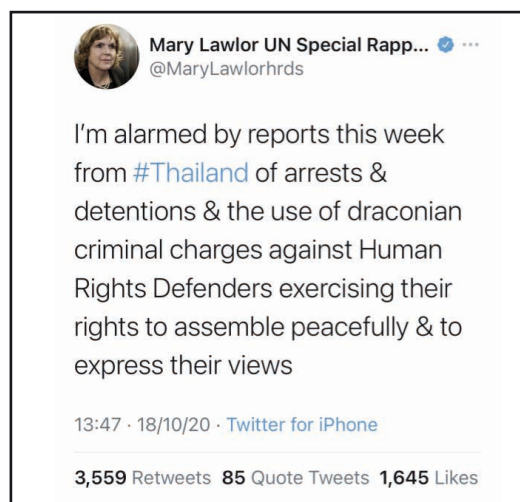 Mary Lawlor UN Special Rapp...
@MaryLawlorhrds
I'm alarmed by reports this week
from #Thailand of arrests &
detentions & the use of draconian
criminal charges against Human
Rights Defenders exercising their
rights to assemble peacefully & to
express their views
13:47 · 18/10/20 · Twitter for iPhone
3,559 Retweets 85 Quote Tweets 1,645 Likes